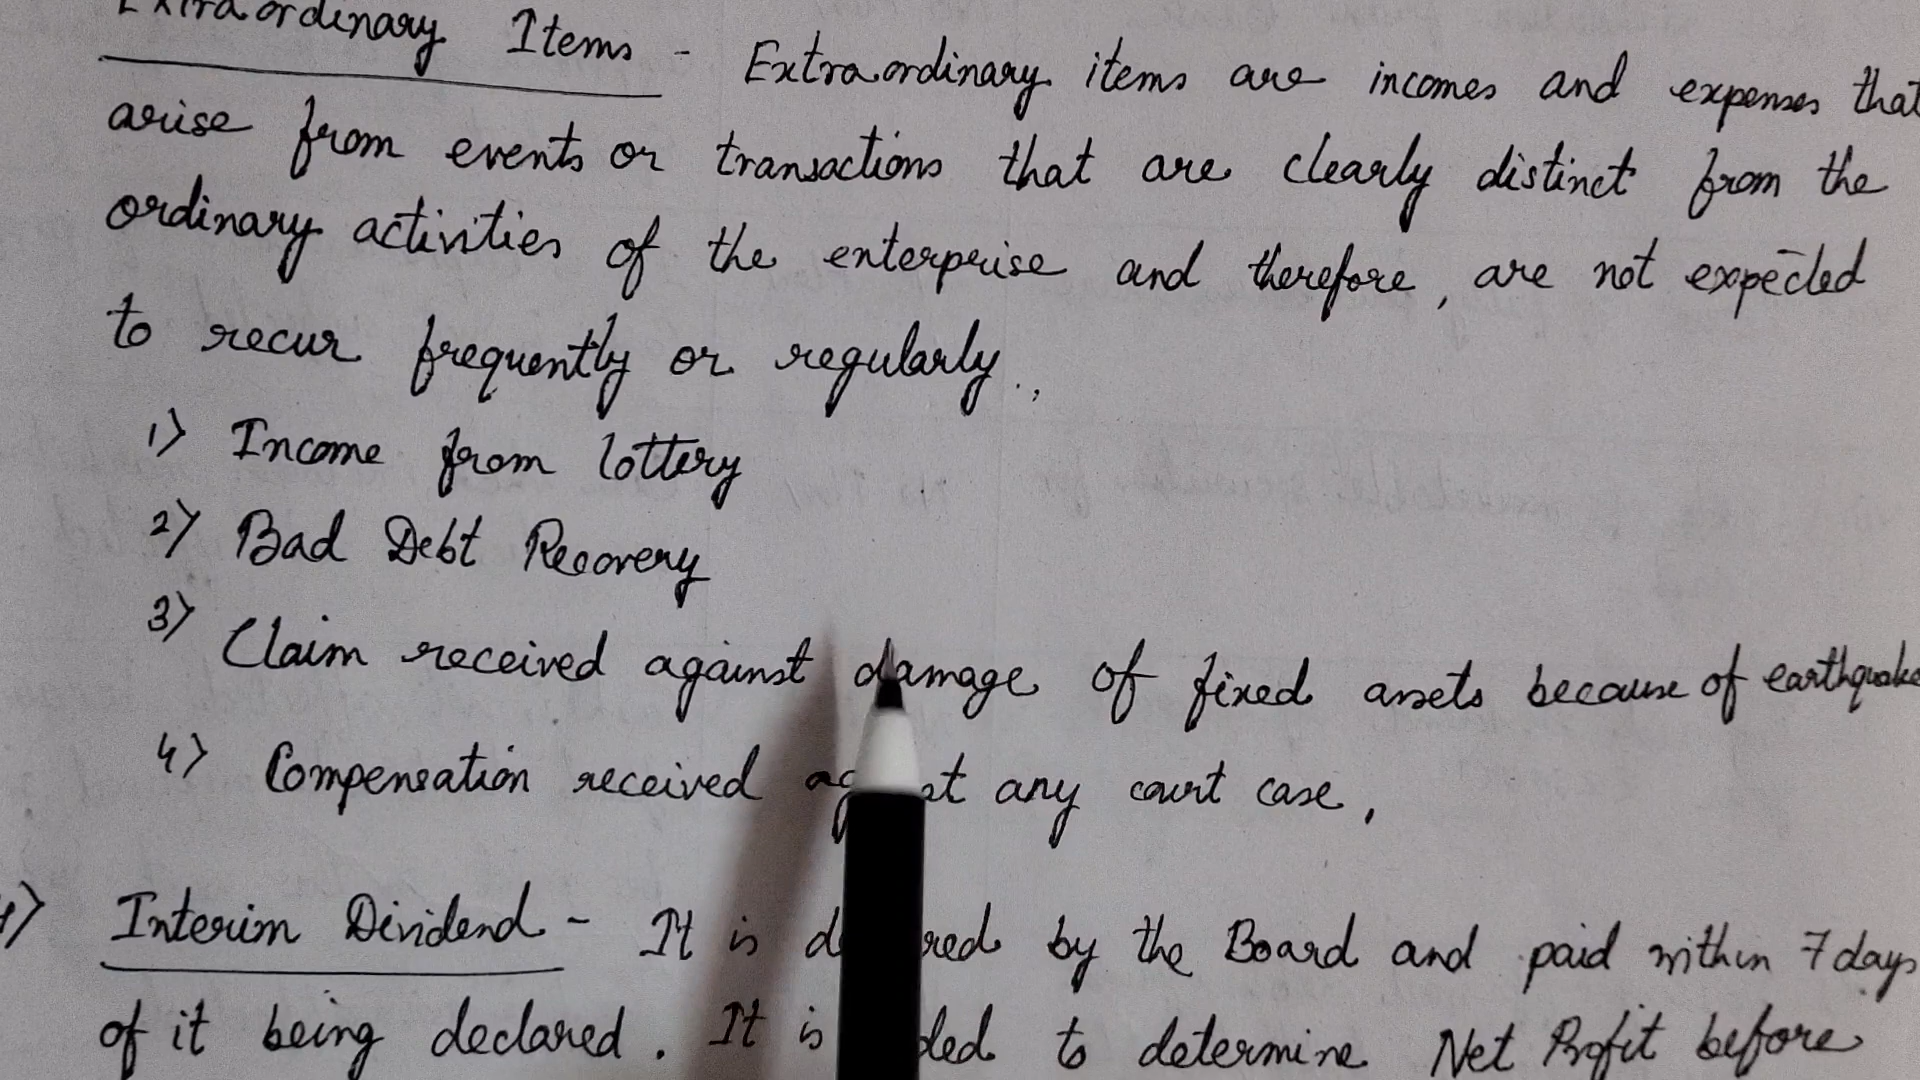 Extraordinary Items - Extraordinary items are incomes and expenses that
arise from events or transactions that are clearly distinct from the
ordinary activities of the enterprise and therefore, are not expected
to recur frequently or regularly.,
1) Income from lottery
2) Bad Debt Recovery
3) Claim received against damage of fixed assets because of earthquake
4) Compensation received any court case,
Interim Dividend - It is by the Board and paid within 7 days
of it being declared. It is to determine Net Profit before